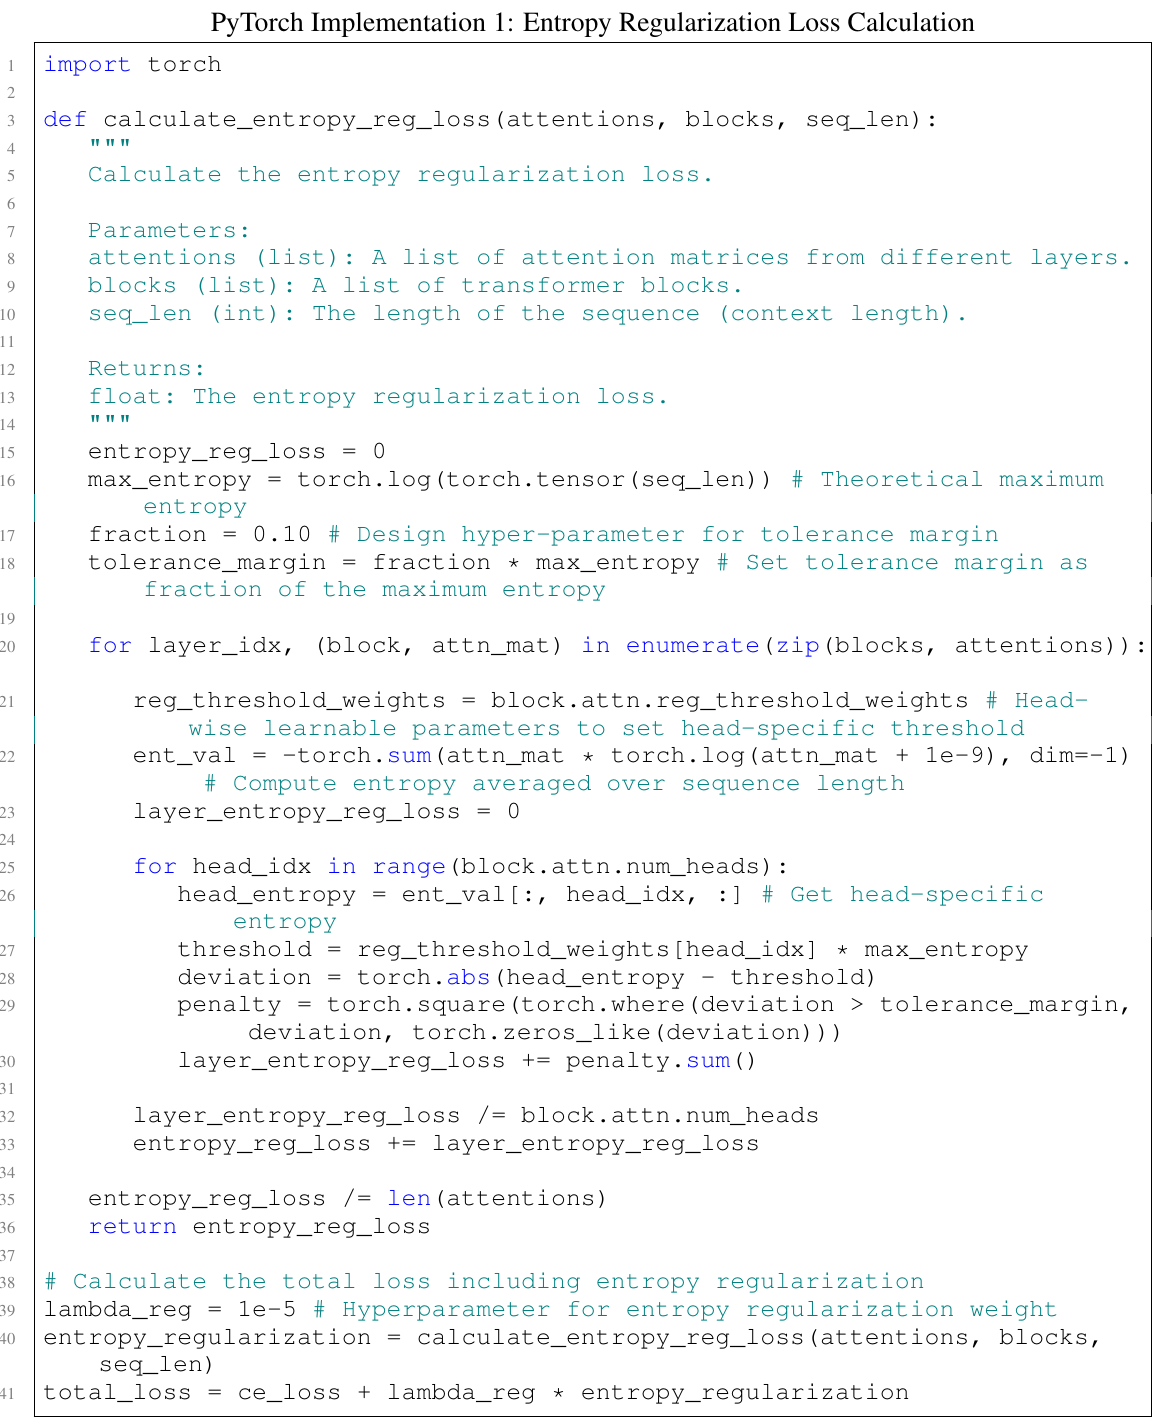 PyTorch Implementation 1: Entropy Regularization Loss Calculation
1 import torch
2
3 def calculate_entropy_reg_loss(attentions, blocks, seq_len):
4 """
5 Calculate the entropy regularization loss.
6
7 Parameters:
8 attentions (list): A list of attention matrices from different layers.
9 blocks (list): A list of transformer blocks.
10 seq_len (int): The length of the sequence (context length).
11
12 Returns:
13 float: The entropy regularization loss.
14 """
15 entropy_reg_loss = 0
16 max_entropy = torch.log(torch.tensor(seq_len)) # Theoretical maximum
entropy
17 fraction = 0.10 # Design hyper-parameter for tolerance margin
18 tolerance_margin = fraction * max_entropy # Set tolerance margin as
fraction of the maximum entropy
19
20 for layer_idx, (block, attn_mat) in enumerate(zip(blocks, attentions)):
21 reg_threshold_weights = block.attn.reg_threshold_weights # Head-
wise learnable parameters to set head-specific threshold
22 ent_val = -torch.sum(attn_mat * torch.log(attn_mat + 1e-9), dim=-1)
# Compute entropy averaged over sequence length
23 layer_entropy_reg_loss = 0
24
25 for head_idx in range(block.attn.num_heads):
26 head_entropy = ent_val[:, head_idx, :] # Get head-specific
entropy
27 threshold = reg_threshold_weights[head_idx] * max_entropy
28 deviation = torch.abs(head_entropy - threshold)
29 penalty = torch.square(torch.where(deviation > tolerance_margin,
deviation, torch.zeros_like(deviation)))
30 layer_entropy_reg_loss += penalty.sum()
31
32 layer_entropy_reg_loss /= block.attn.num_heads
33 entropy_reg_loss += layer_entropy_reg_loss
34
35 entropy_reg_loss /= len(attentions)
36 return entropy_reg_loss
37
38 # Calculate the total loss including entropy regularization
39 lambda_reg = 1e-5 # Hyperparameter for entropy regularization weight
40 entropy_regularization = calculate_entropy_reg_loss(attentions, blocks,
seq_len)
41 total_loss = ce_loss + lambda_reg * entropy_regularization